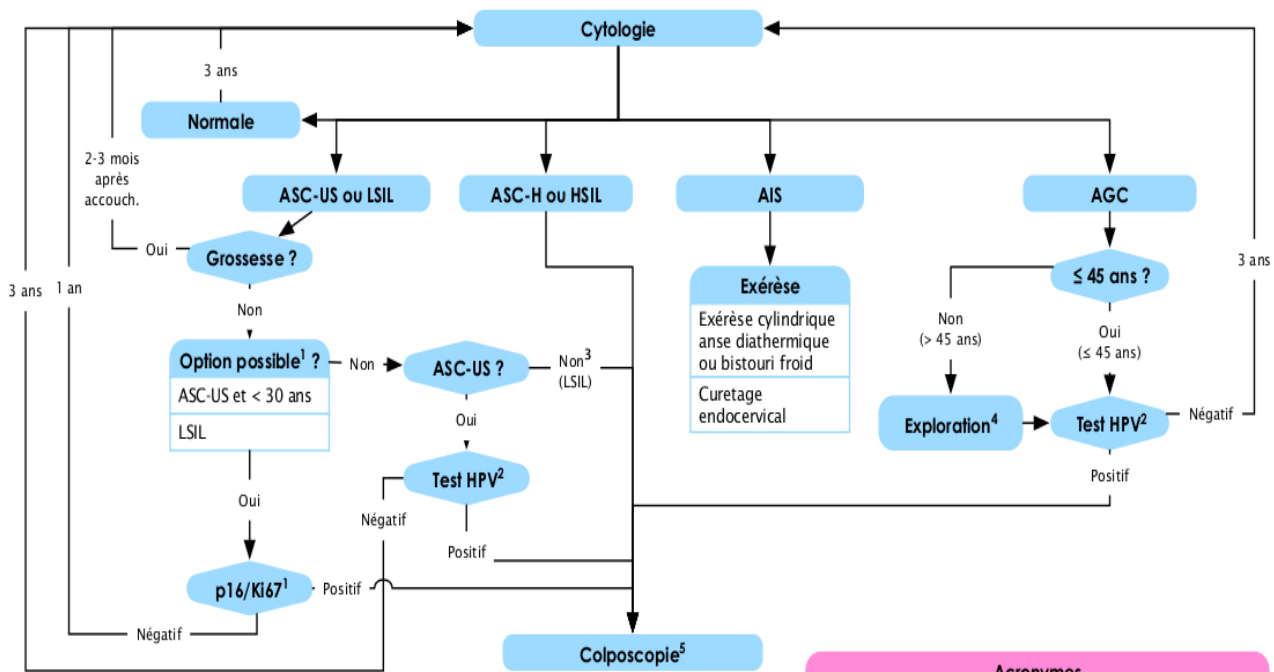 Cytologie
3 ans
Normale
2-3 mois
après
accouch.
ASC-US ou LSIL
ASC-H ou HSIL
AIS
AGC
Oui
Grossesse ?
≤ 45 ans ?
3 ans
3 ans
1 an
Non
Exérèse
Exérèse cylindrique
anse diathermique
ou bistouri froid
Curetage
endocervical
Non
(> 45 ans)
Oui
(≤ 45 ans)
Option possible¹ ?
ASC-US et < 30 ans
LSIL
Non
ASC-US ?
Non³
(LSIL)
Oui
Exploration⁴
Test HPV²
Négatif
Test HPV²
Positif
Oui
Négatif
Positif
p16/Ki67¹
Positif
Négatif
Colposcopie⁵
Acronymes